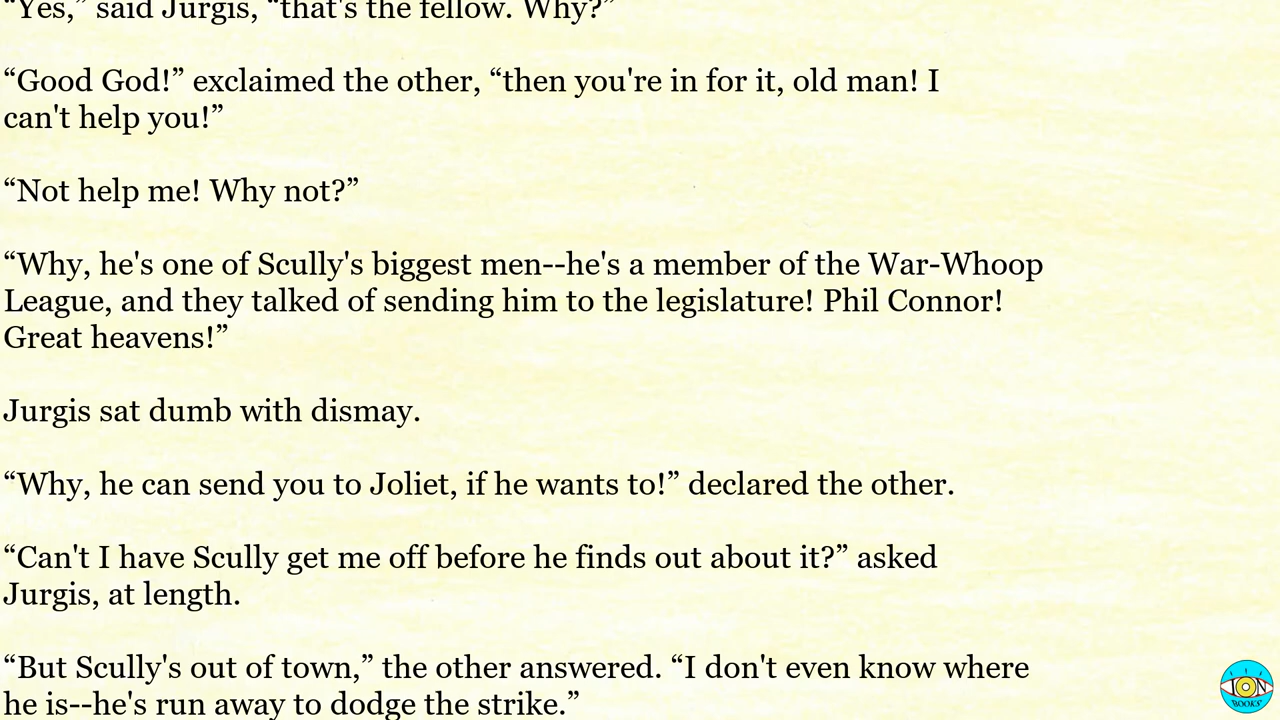 “Yes,” said Jurgis, “that's the fellow. Why?”
“Good God!” exclaimed the other, “then you're in for it, old man! I
can't help you!”
“Not help me! Why not?”
“Why, he's one of Scully's biggest men--he's a member of the War-Whoop
League, and they talked of sending him to the legislature! Phil Connor!
Great heavens!”
Jurgis sat dumb with dismay.
“Why, he can send you to Joliet, if he wants to!” declared the other.
“Can't I have Scully get me off before he finds out about it?” asked
Jurgis, at length.
“But Scully's out of town,” the other answered. “I don't even know where
he is--he's run away to dodge the strike.”
ION
BOOKS